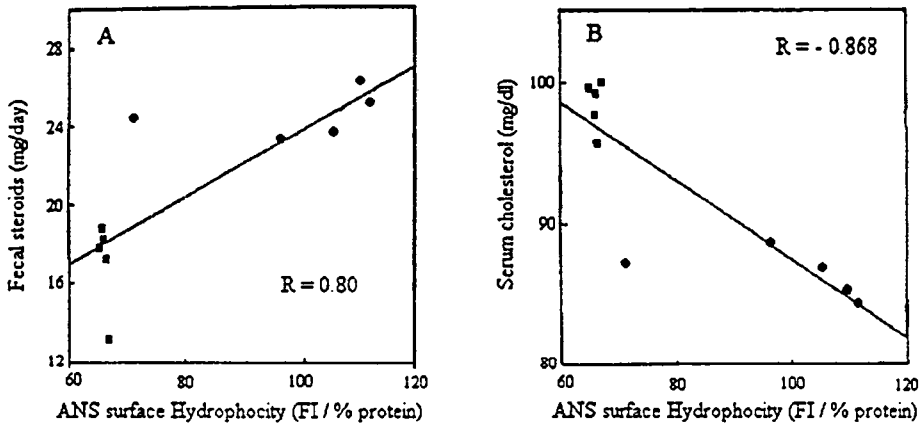 A
Fecal steroids (mg/day)
28
24
20
16
12
R = 0.80
60
80
100
120
ANS surface Hydrophocity (FI / % protein)
B
R = - 0.868
Serum cholesterol (mg/dl)
100
90
80
60
80
100
120
ANS surface Hydrophocity (FI / % protein)